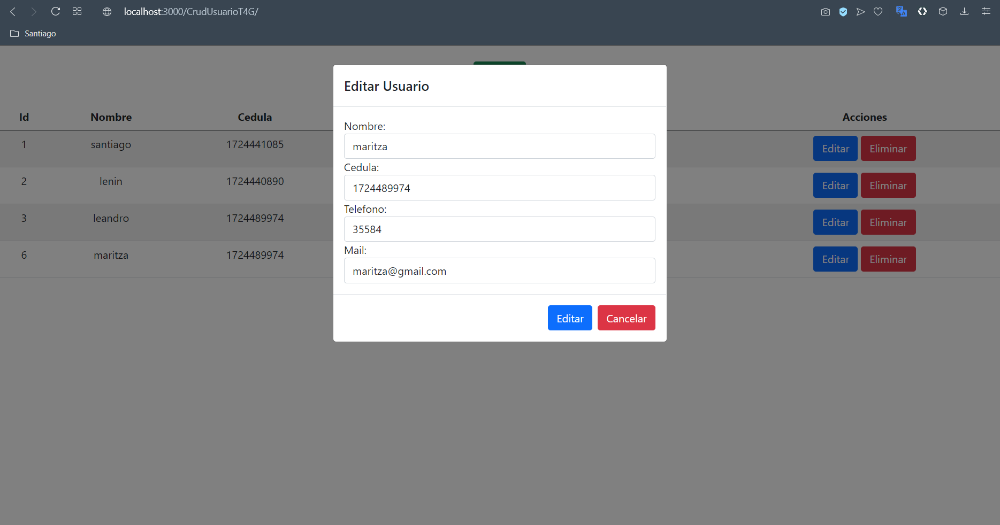 localhost:3000/CrudUsuarioT4G/
Santiago
Id Nombre Cedula Acciones
1 santiago 1724441085 Editar Eliminar
2 lenin 1724440890 Editar Eliminar
3 leandro 1724489974 Editar Eliminar
6 maritza 1724489974 Editar Eliminar
Editar Usuario
Nombre:
maritza
Cedula:
1724489974
Telefono:
35584
Mail:
maritza@gmail.com
Editar Cancelar